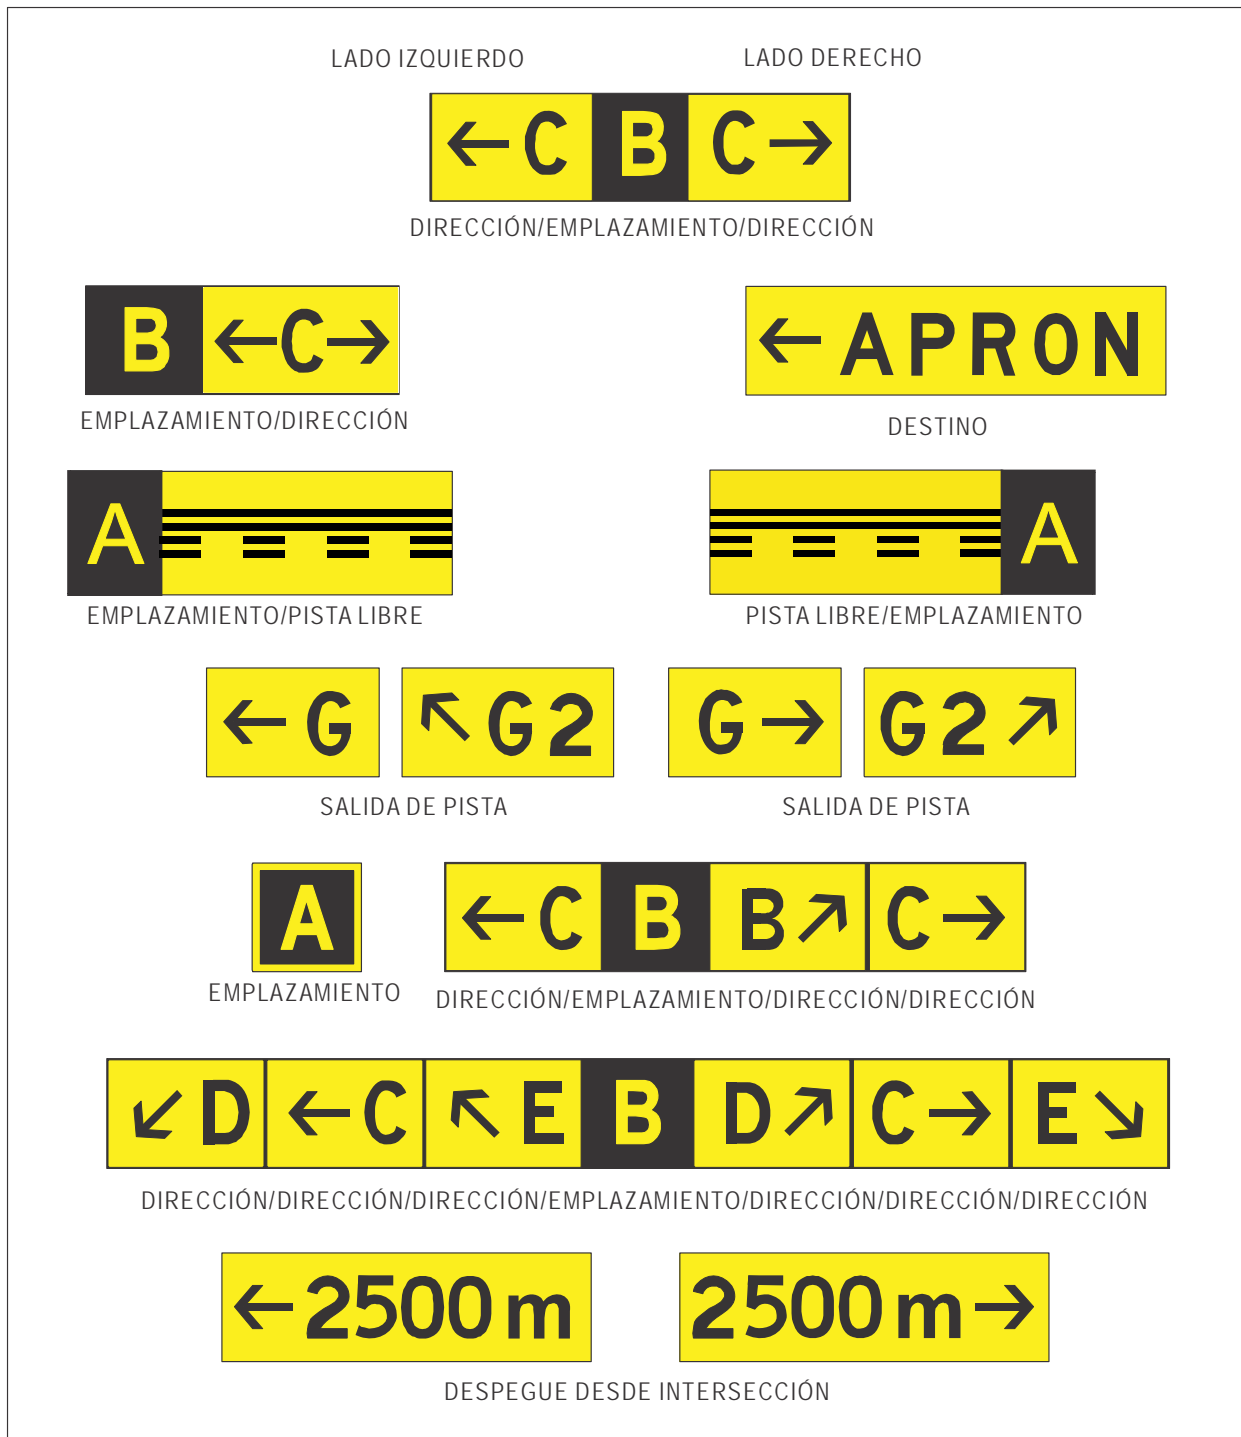 LADO IZQUIERDO LADO DERECHO
←C B C→
DIRECCIÓN/EMPLAZAMIENTO/DIRECCIÓN
B ←C→ ←APRON
EMPLAZAMIENTO/DIRECCIÓN DESTINO
A A
EMPLAZAMIENTO/PISTA LIBRE PISTA LIBRE/EMPLAZAMIENTO
←G ↖G2 G→ G2↗
SALIDA DE PISTA SALIDA DE PISTA
A ←C B B↗ C→
EMPLAZAMIENTO DIRECCIÓN/EMPLAZAMIENTO/DIRECCIÓN/DIRECCIÓN
↙D ←C ↖E B D↗ C→ E↘
DIRECCIÓN/DIRECCIÓN/DIRECCIÓN/EMPLAZAMIENTO/DIRECCIÓN/DIRECCIÓN/DIRECCIÓN
←2500m 2500m→
DESPEGUE DESDE INTERSECCIÓN